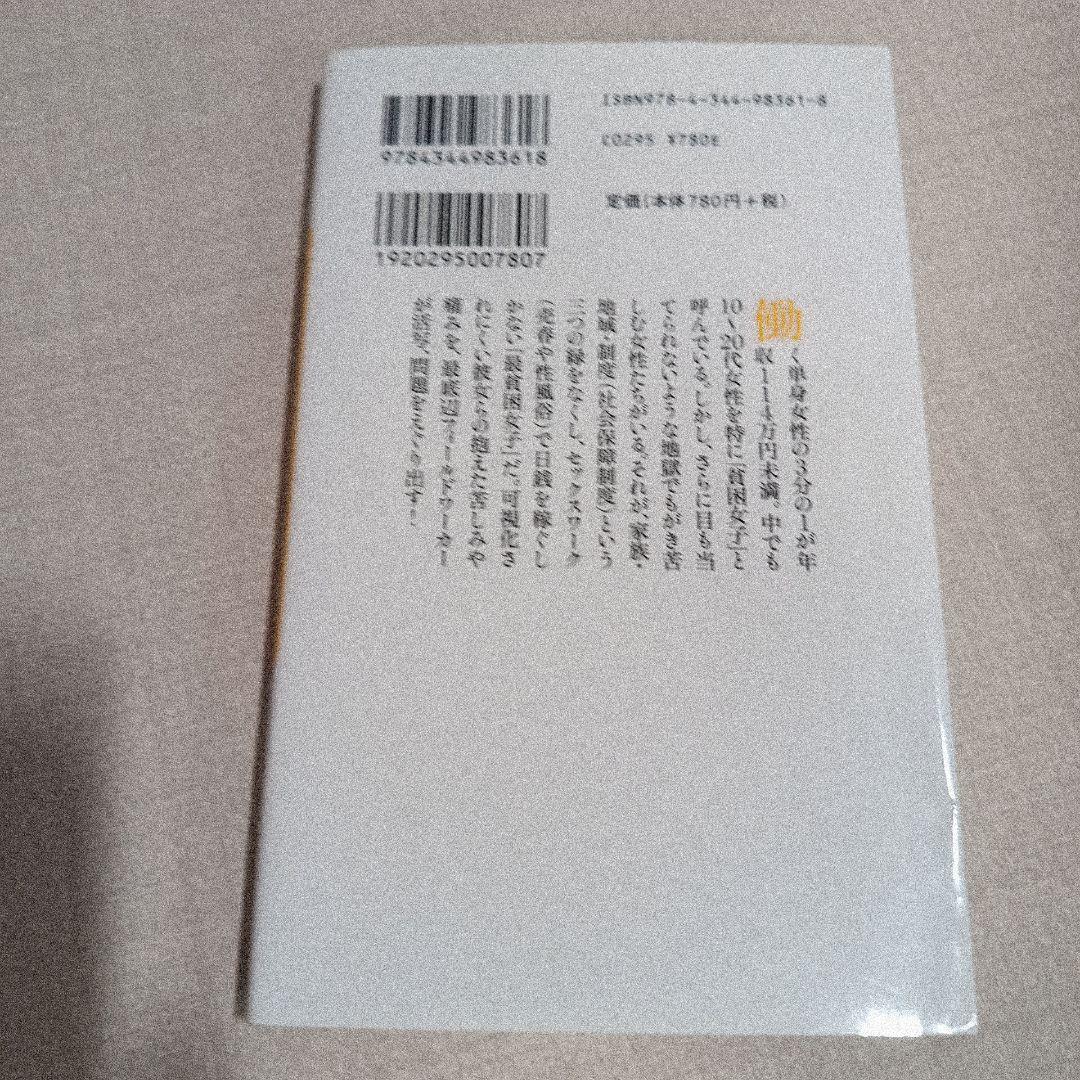 9784344983618
ISBN978-4-344-98361-8
C0295 ¥780E
定価(本体780円+税)
1920295007807
働く単身女性の3分の1が年
収114万円未満。中でも
10〜20代女性を特に「貧困女子」と
呼んでいる。しかし、さらに目も当
てられないような地獄でもがき苦
しむ女性たちがいる。それが、家族・
地域・制度(社会保障制度)という
三つの縁をなくし、セックスワーク
(売春や性風俗)で日銭を稼ぐし
かない「最貧困女子」だ。可視化さ
れにくい彼女らの抱えた苦しみや
痛みを、最底辺フィールドワーカー
が活写、問題をえぐり出す!